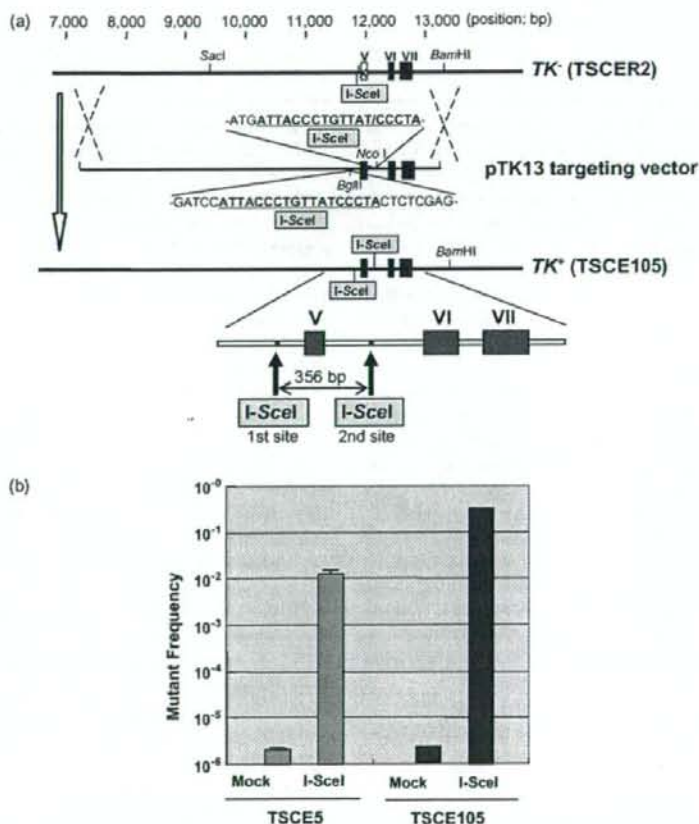 (a)
7,000 8,000 9,000 10,000 11,000 12,000 13,000 (position; bp)
SacI V VI VII BamHI
TK- (TSCER2)
I-SceI
-ATGATTACCCTGTTAT/CCCTA-
I-SceI
Nco I
pTK13 targeting vector
BglII
-GATCCATTACCCTGTTATCCCTACTCTCGAG-
I-SceI
I-SceI
BamHI
TK+ (TSCE105)
I-SceI
V VI VII
356 bp
I-SceI I-SceI
1st site 2nd site
(b)
Mutant Frequency
10-0
10-1
10-2
10-3
10-4
10-5
10-6
Mock I-SceI Mock I-SceI
TSCE5 TSCE105